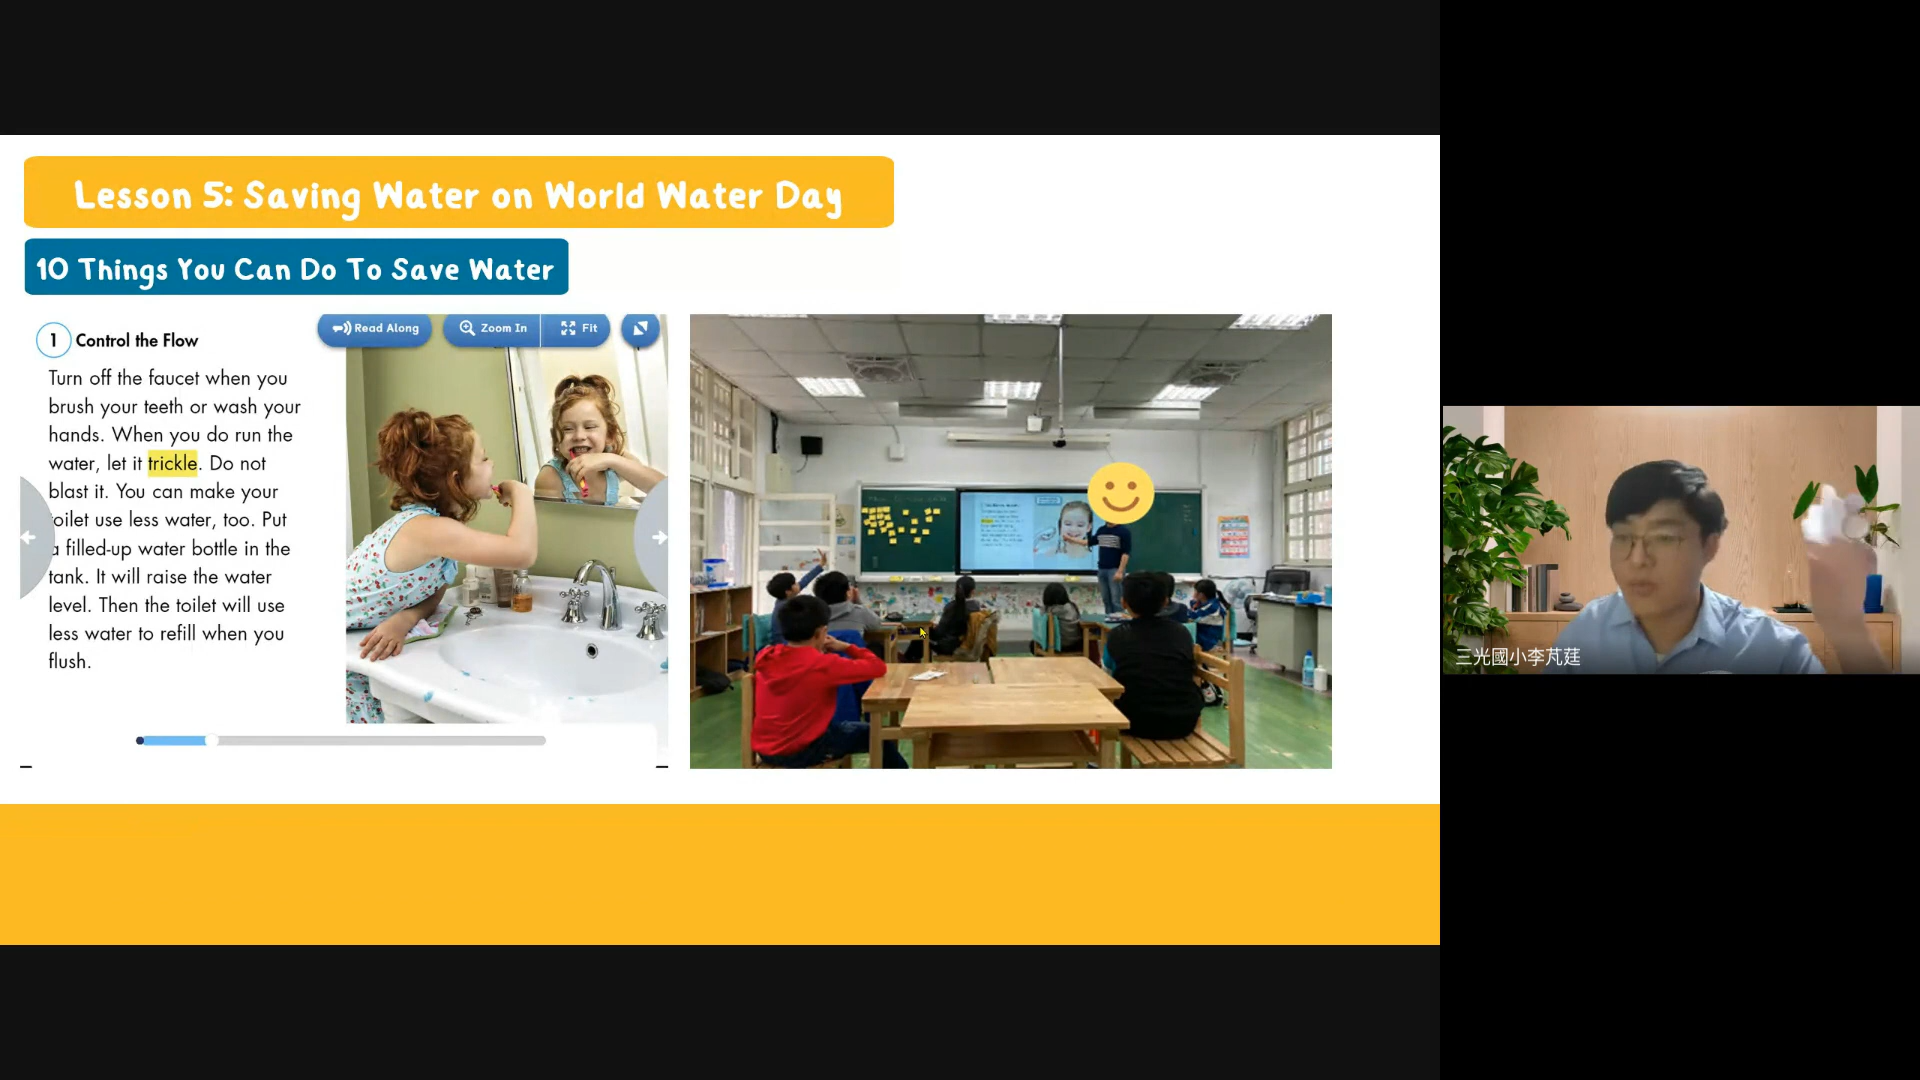 Lesson 5: Saving Water on World Water Day
10 Things You Can Do To Save Water
1 Control the Flow
Read Along
Zoom In
Fit
Turn off the faucet when you
brush your teeth or wash your
hands. When you do run the
water, let it trickle. Do not
blast it. You can make your
oilet use less water, too. Put
a filled-up water bottle in the
tank. It will raise the water
level. Then the toilet will use
less water to refill when you
flush.
三光國小李芃莛